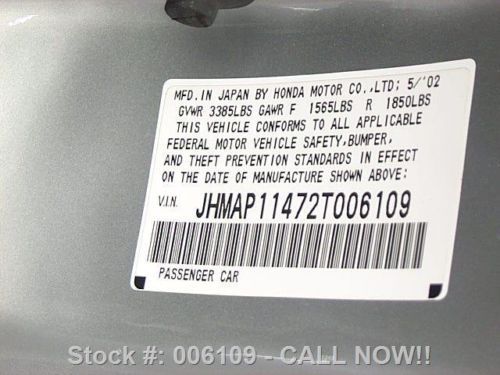 MFD. IN JAPAN BY HONDA MOTOR CO., LTD; 5/'02
GVWR 3385LBS GAWR F 1565LBS R 1850LBS
THIS VEHICLE CONFORMS TO ALL APPLICABLE
FEDERAL MOTOR VEHICLE SAFETY, BUMPER,
AND THEFT PREVENTION STANDARDS IN EFFECT
ON THE DATE OF MANUFACTURE SHOWN ABOVE:
V.I.N. JHMAP11472T006109
PASSENGER CAR
Stock #: 006109 - CALL NOW!!